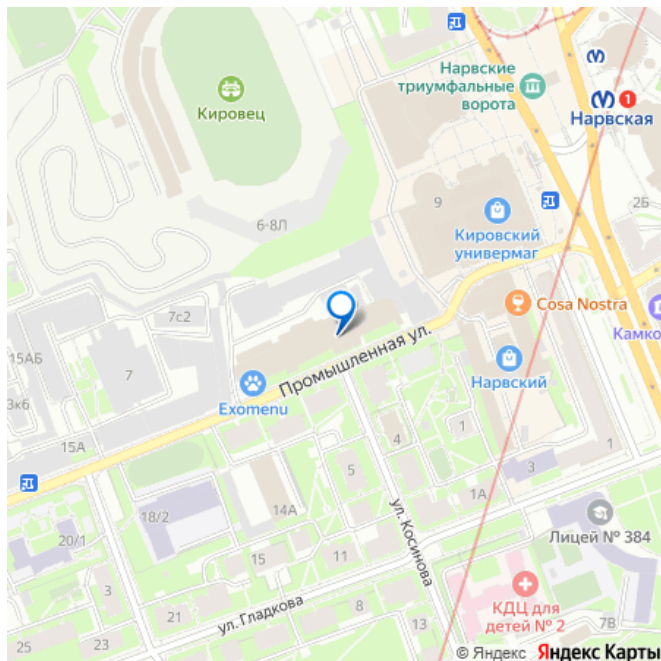 Нарвские
триумфальные
ворота
1
Нарвская
Кировец
9
2Б
6-8Л
Кировский
универмаг
7с2
Cosa Nostra
Камко
15АБ
7
Промышленная ул.
Нарвский
3к6
Exomenu
15А
4
1
1
5
3
1А
18/2
14А
ул. Косинова
Лицей № 384
20/1
15
11
3
КДЦ для
детей № 2
21
ул. Гладкова
8
16
7В
25
23
13
© Яндекс Яндекс Карты